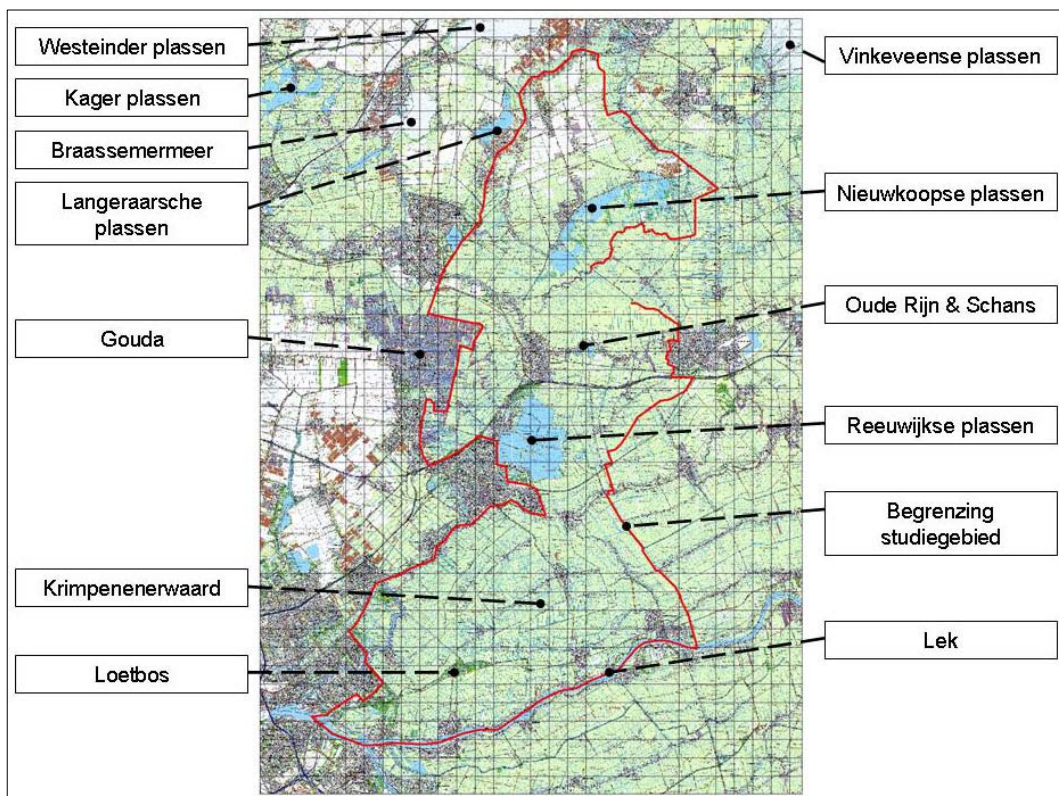 Westeinder plassen
Kager plassen
Braassemermeer
Langeraarsche
plassen
Gouda
Krimpenenerwaard
Loetbos
Vinkeveense plassen
Nieuwkoopse plassen
Oude Rijn & Schans
Reeuwijkse plassen
Begrenzing
studiegebied
Lek